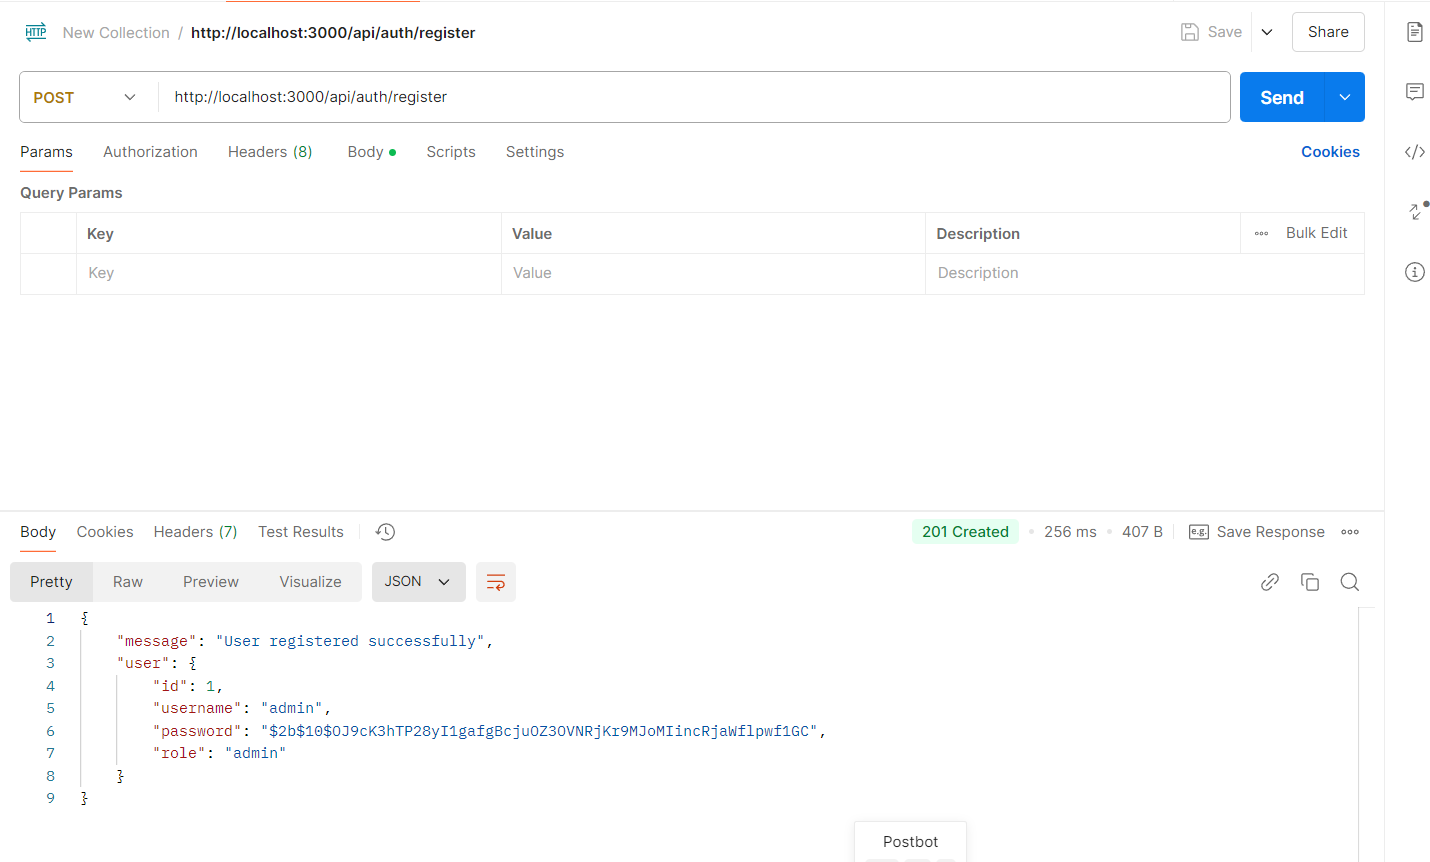 HTTP New Collection / http://localhost:3000/api/auth/register Save Share
POST http://localhost:3000/api/auth/register Send
Params Authorization Headers (8) Body Scripts Settings Cookies
Query Params
Key Value Description Bulk Edit
Key Value Description
Body Cookies Headers (7) Test Results 201 Created 256 ms 407 B e.g. Save Response
Pretty Raw Preview Visualize JSON
1 {
2 "message": "User registered successfully",
3 "user": {
4 "id": 1,
5 "username": "admin",
6 "password": "$2b$10$OJ9cK3hTP28yI1gafgBcjuOZ3OVNRjKr9MJoMIincRjaWflpwf1GC",
7 "role": "admin"
8 }
9 }
Postbot